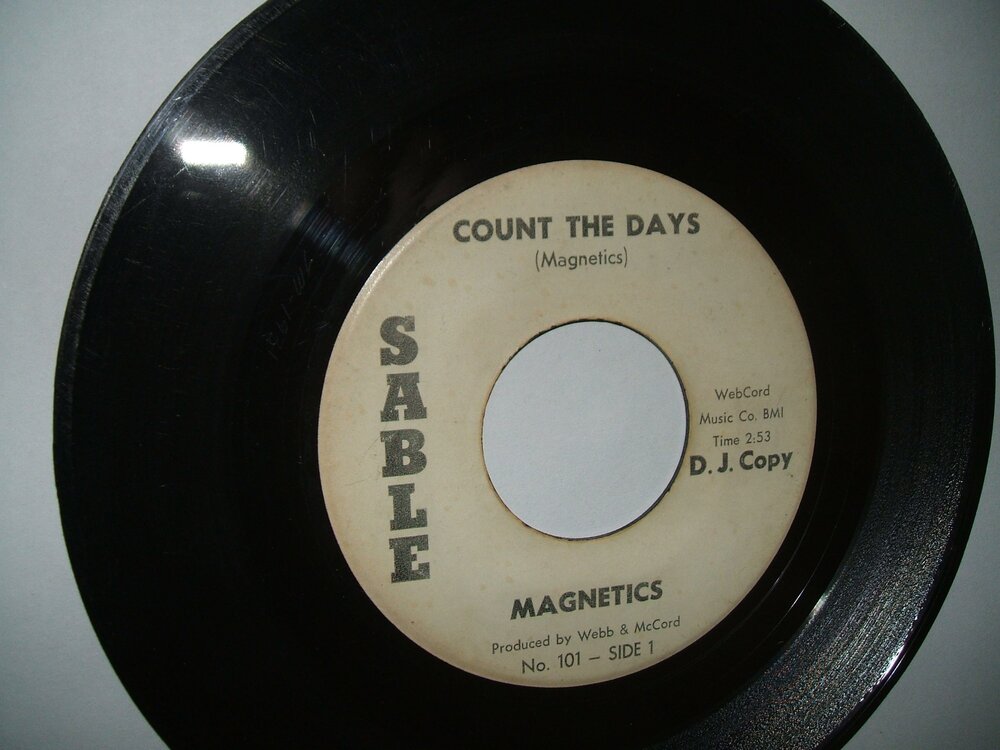 COUNT THE DAYS
(Magnetics)
SABLE
WebCord
Music Co. BMI
Time 2:53
D. J. Copy
MAGNETICS
Produced by Webb & McCord
No. 101 — SIDE 1